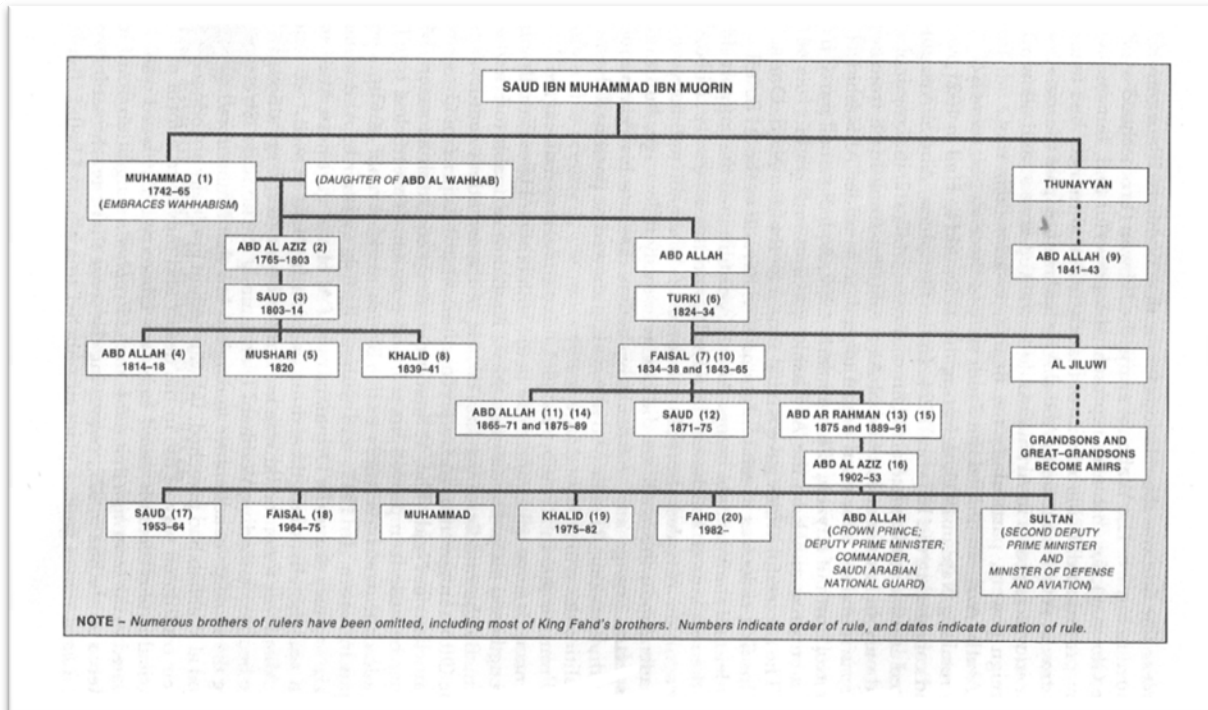 SAUD IBN MUHAMMAD IBN MUQRIN
MUHAMMAD (1)
1742–65
(EMBRACES WAHHABISM)
(DAUGHTER OF ABD AL WAHHAB)
THUNAYYAN
ABD AL AZIZ (2)
1765–1803
ABD ALLAH
ABD ALLAH (9)
1841–43
SAUD (3)
1803–14
TURKI (6)
1824–34
ABD ALLAH (4)
1814–18
MUSHARI (5)
1820
KHALID (8)
1839–41
FAISAL (7) (10)
1834–38 and 1843–65
AL JILUWI
ABD ALLAH (11) (14)
1865–71 and 1875–89
SAUD (12)
1871–75
ABD AR RAHMAN (13) (15)
1875 and 1889–91
GRANDSONS AND
GREAT–GRANDSONS
BECOME AMIRS
ABD AL AZIZ (16)
1902–53
SAUD (17)
1953–64
FAISAL (18)
1964–75
MUHAMMAD
KHALID (19)
1975–82
FAHD (20)
1982–
ABD ALLAH
(CROWN PRINCE;
DEPUTY PRIME MINISTER;
COMMANDER,
SAUDI ARABIAN
NATIONAL GUARD)
SULTAN
(SECOND DEPUTY
PRIME MINISTER
AND
MINISTER OF DEFENSE
AND AVIATION)
NOTE – Numerous brothers of rulers have been omitted, including most of King Fahd's brothers. Numbers indicate order of rule, and dates indicate duration of rule.